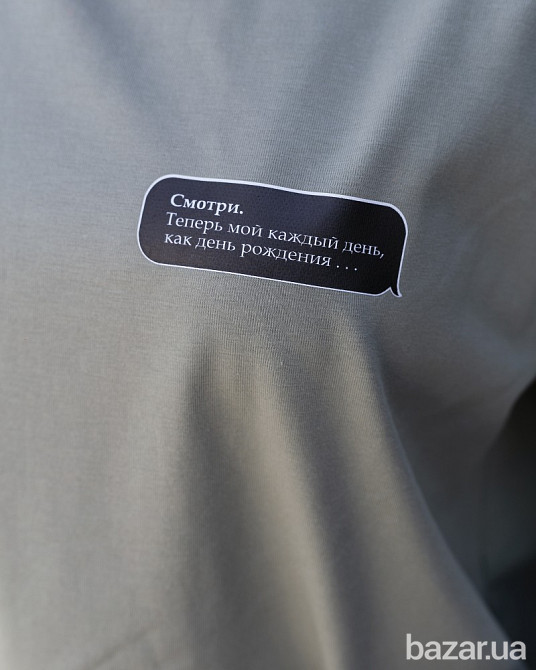 Смотри.
Теперь мой каждый день,
как день рождения . . .
bazar.ua